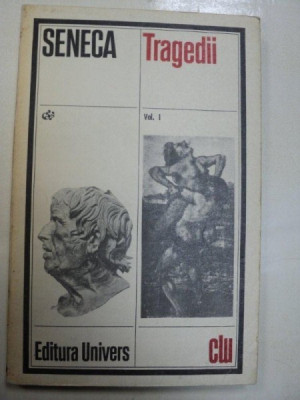 SENECA
Tragedii
Vol. I
Editura Univers
clu